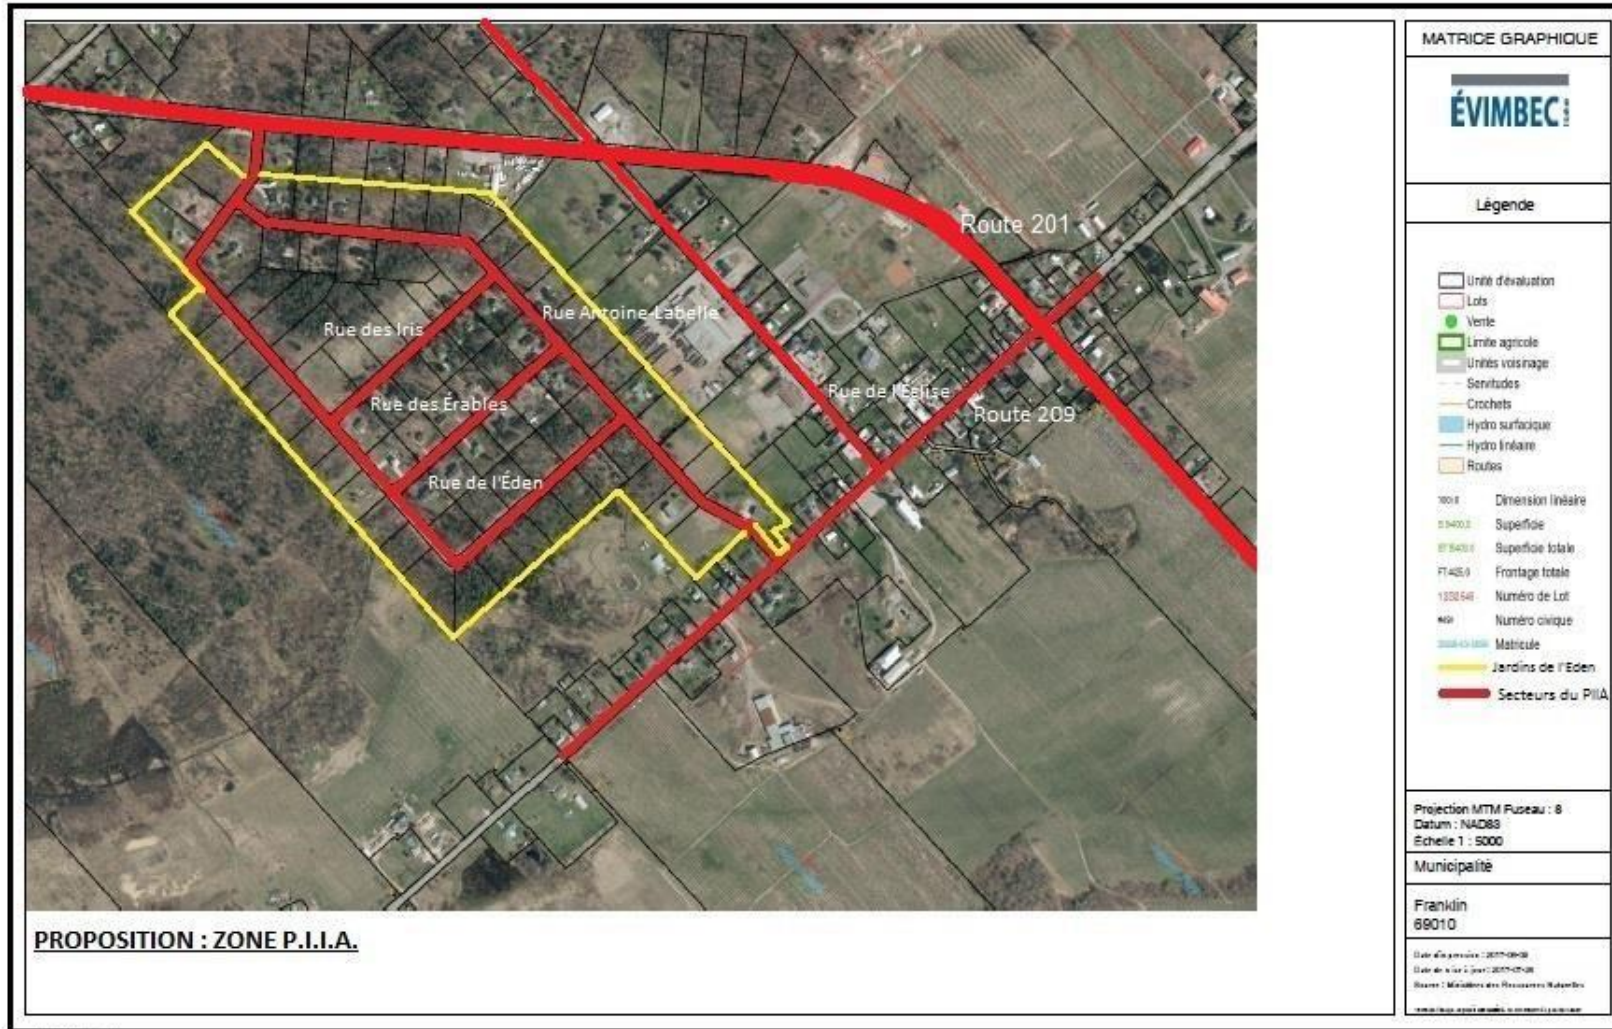 Route 201
Rue des Iris
Rue Antoine-Labelle
Rue des Érables
Rue de l'Église
Route 209
Rue de l'Éden
PROPOSITION : ZONE P.I.I.A.
MATRICE GRAPHIQUE
ÉVIMBEC
Légende
Unité d'évaluation
Lots
Vente
Limite agricole
Unités voisinage
Servitudes
Crochets
Hydro surfacique
Hydro linéaire
Routes
Dimension linéaire
Superficie
Superficie totale
Frontage totale
Numéro de Lot
Numéro civique
Matricule
Jardins de l'Eden
Secteurs du PIIA
Projection MTM Fuseau : 8
Datum : NAD83
Échelle 1 : 5000
Municipalité
Franklin
69010